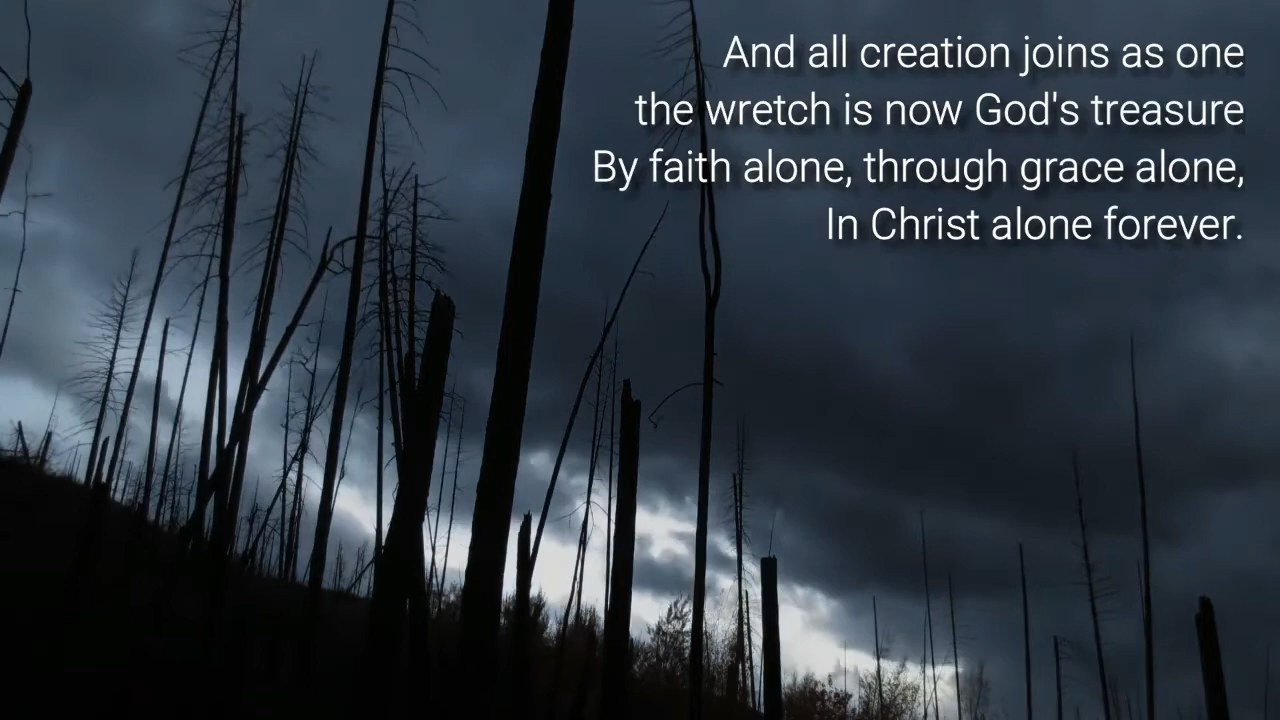 And all creation joins as one
the wretch is now God's treasure
By faith alone, through grace alone,
In Christ alone forever.